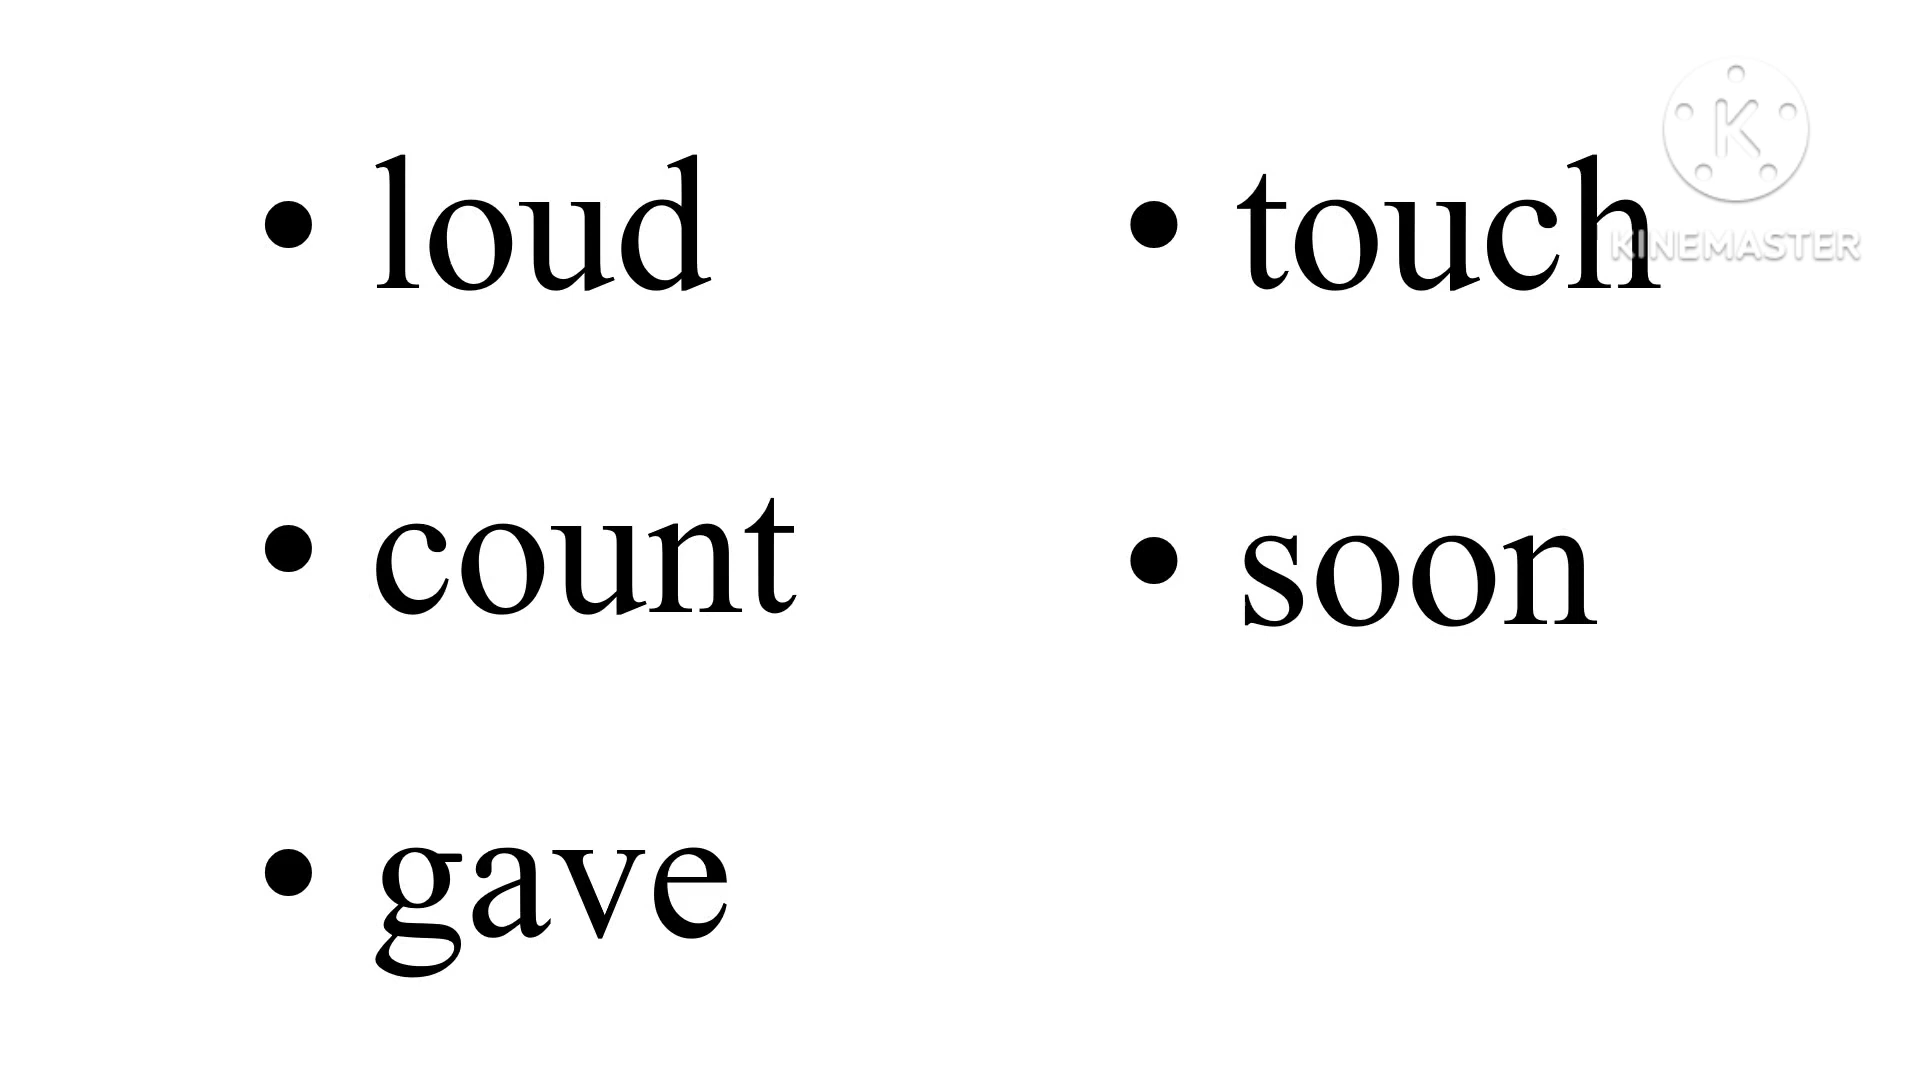 • loud
• count
• gave
• touch
• soon
K
KINEMASTER